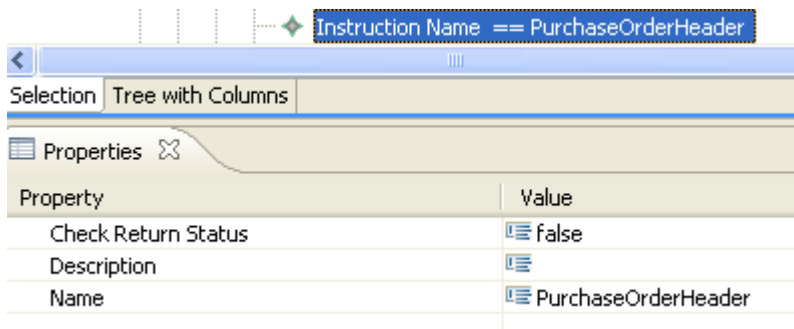 Instruction Name == PurchaseOrderHeader
Selection Tree with Columns
Properties
Property Value
Check Return Status false
Description
Name PurchaseOrderHeader